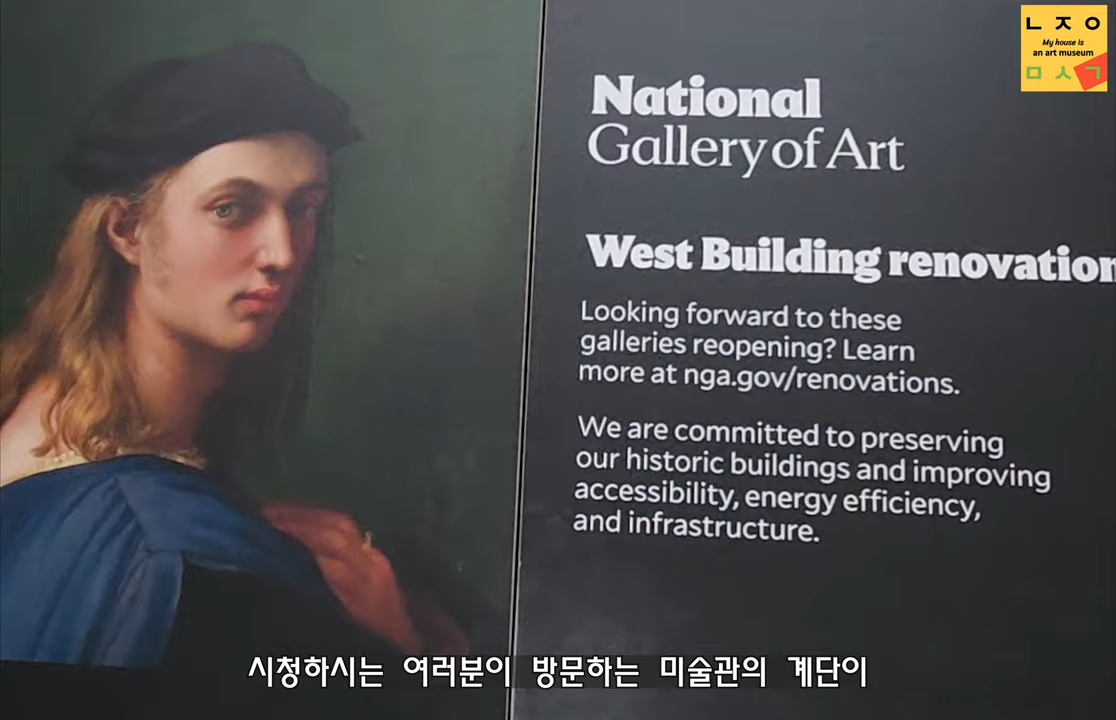 ㄴㅈㅇ
My house is
an art museum
ㅁㅅㄱ
National
Gallery of Art
West Building renovation
Looking forward to these
galleries reopening? Learn
more at nga.gov/renovations.
We are committed to preserving
our historic buildings and improving
accessibility, energy efficiency,
and infrastructure.
시청하시는 여러분이 방문하는 미술관의 계단이